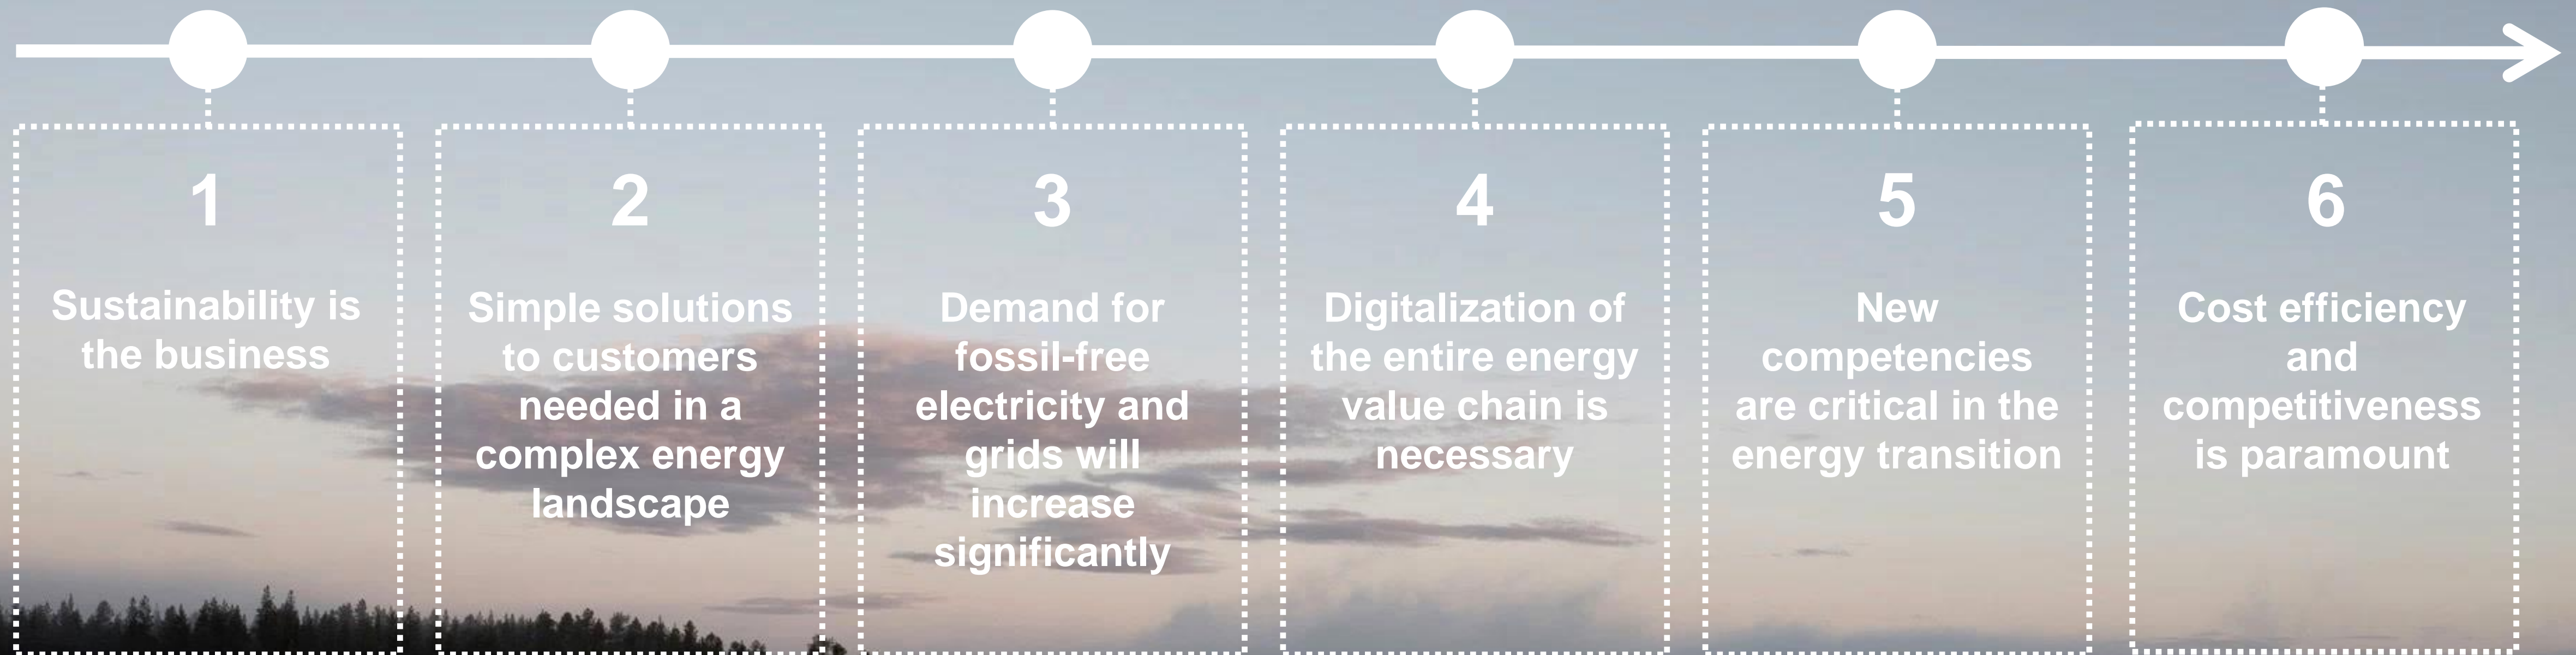 1
Sustainability is
the business
2
Simple solutions
to customers
needed in a
complex energy
landscape
3
Demand for
fossil-free
electricity and
grids will
increase
significantly
4
Digitalization of
the entire energy
value chain is
necessary
5
New
competencies
are critical in the
energy transition
6
Cost efficiency
and
competitiveness
is paramount